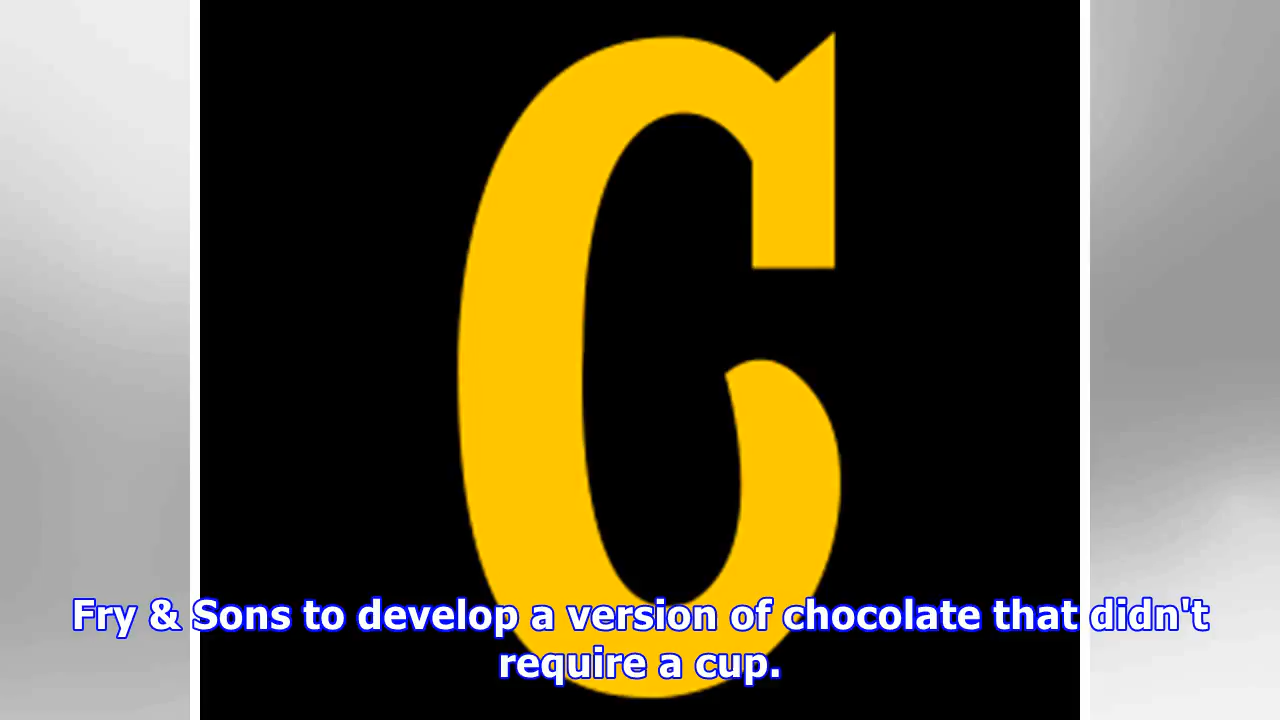 C
Fry & Sons to develop a version of chocolate that didn't
require a cup.